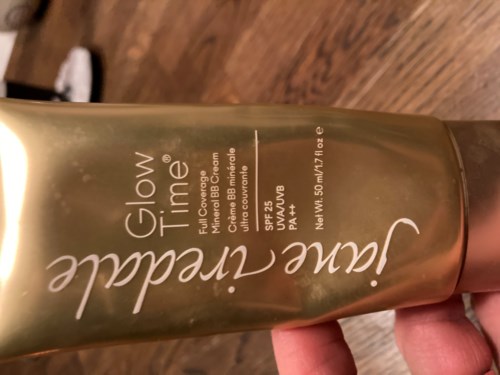 Glow
Time®
Full Coverage
Mineral BB Cream
Crème BB minérale
ultra couvrante
SPF 25
UVA/UVB
PA ++
Net Wt. 50 ml/1.7 fl oz e
jane iredale